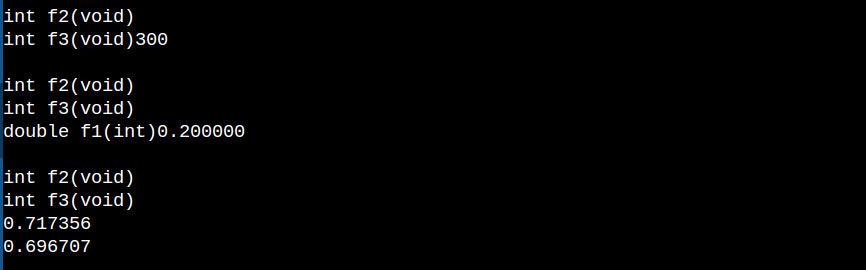 int f2(void)
int f3(void)300
int f2(void)
int f3(void)
double f1(int)0.200000
int f2(void)
int f3(void)
0.717356
0.696707